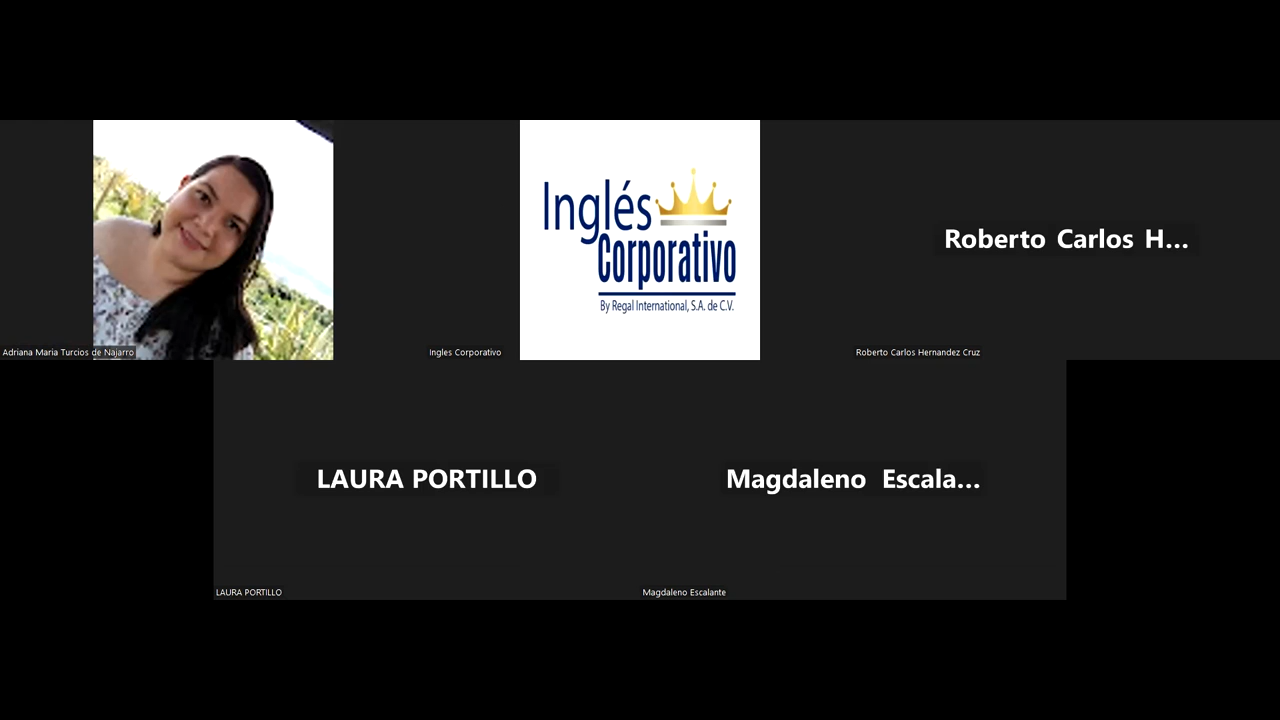 Inglés
Corporativo
By Regal International, S.A. de C.V.
Roberto Carlos H...
Adriana Maria Turcios de Najarro
Ingles Corporativo
Roberto Carlos Hernandez Cruz
LAURA PORTILLO
Magdaleno Escala...
LAURA PORTILLO
Magdaleno Escalante